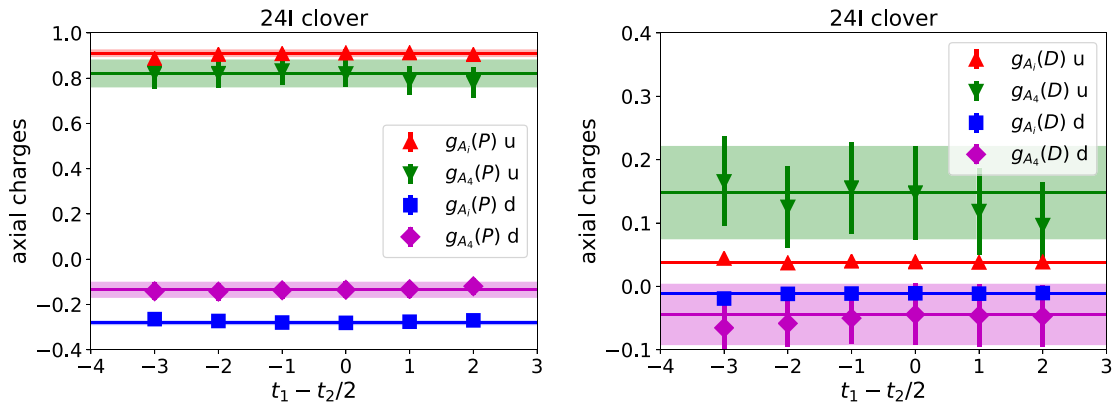 24I clover
axial charges
1.0
0.8
0.6
0.4
0.2
0.0
−0.2
−0.4
g_{A_i}(P) u
g_{A_4}(P) u
g_{A_i}(P) d
g_{A_4}(P) d
−4 −3 −2 −1 0 1 2 3
t_1 − t_2/2
24I clover
axial charges
0.4
0.3
0.2
0.1
0.0
−0.1
g_{A_i}(D) u
g_{A_4}(D) u
g_{A_i}(D) d
g_{A_4}(D) d
−4 −3 −2 −1 0 1 2 3
t_1 − t_2/2